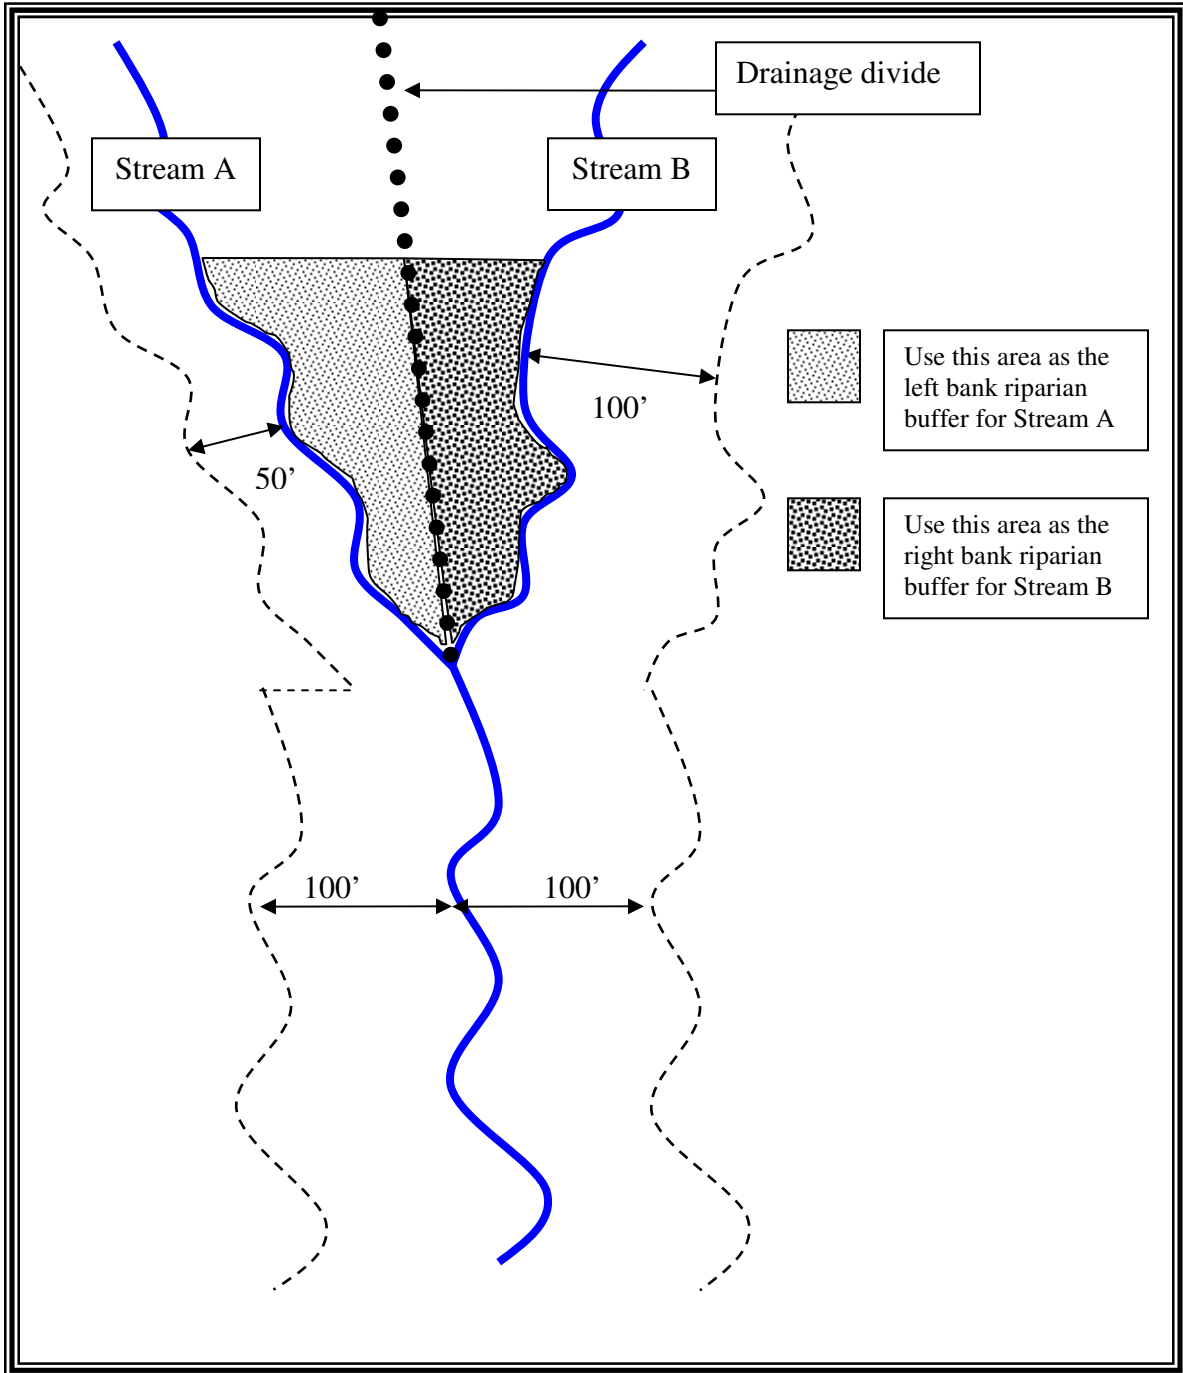 Drainage divide
Stream A
Stream B
Use this area as the
left bank riparian
buffer for Stream A
100’
50’
Use this area as the
right bank riparian
buffer for Stream B
100’
100’